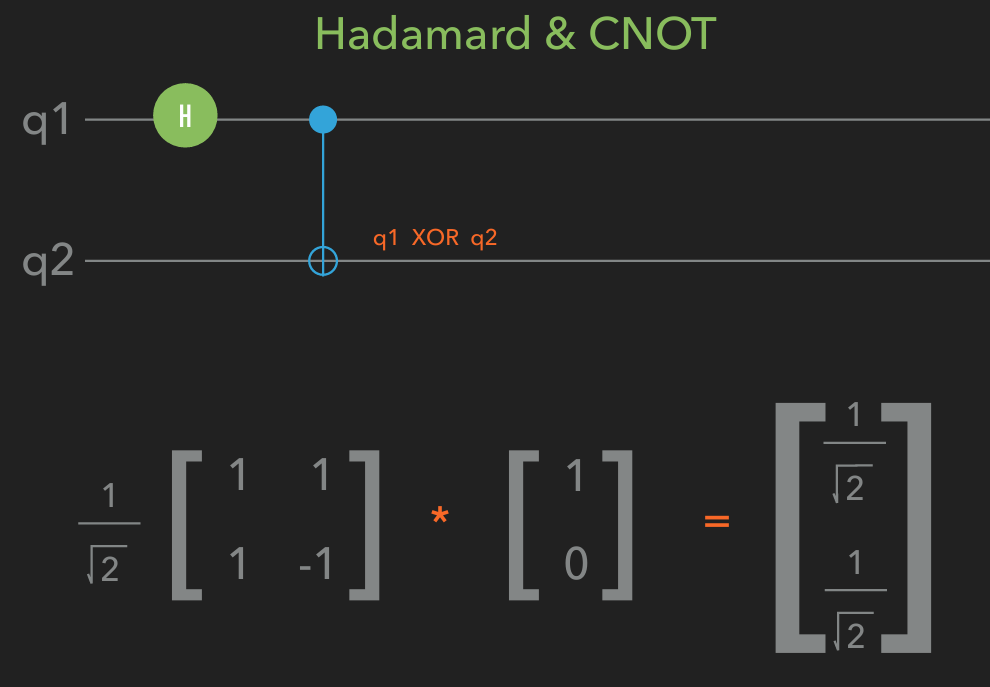 Hadamard & CNOT
q1
H
q1 XOR q2
q2
1
√2
1 1
1 -1
*
1
0
=
1
√2
1
√2